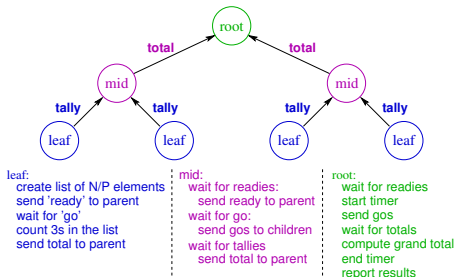 root
total
total
mid
mid
tally
tally
tally
tally
leaf
leaf
leaf
leaf
leaf:
create list of N/P elements
send 'ready' to parent
wait for 'go'
count 3s in the list
send total to parent
mid:
wait for readies:
send ready to parent
wait for go:
send gos to children
wait for tallies
send total to parent
root:
wait for readies
start timer
send gos
wait for totals
compute grand total
end timer
report results